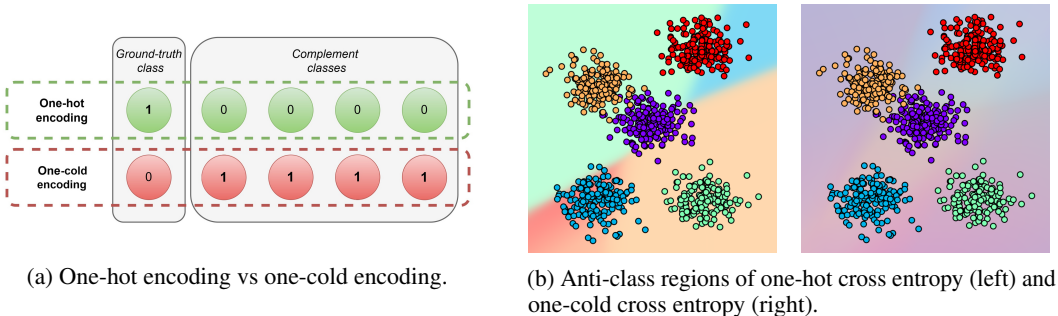 Ground-truth
class
Complement
classes
One-hot
encoding
1 0 0 0 0
One-cold
encoding
0 1 1 1 1
(a) One-hot encoding vs one-cold encoding.
(b) Anti-class regions of one-hot cross entropy (left) and
one-cold cross entropy (right).